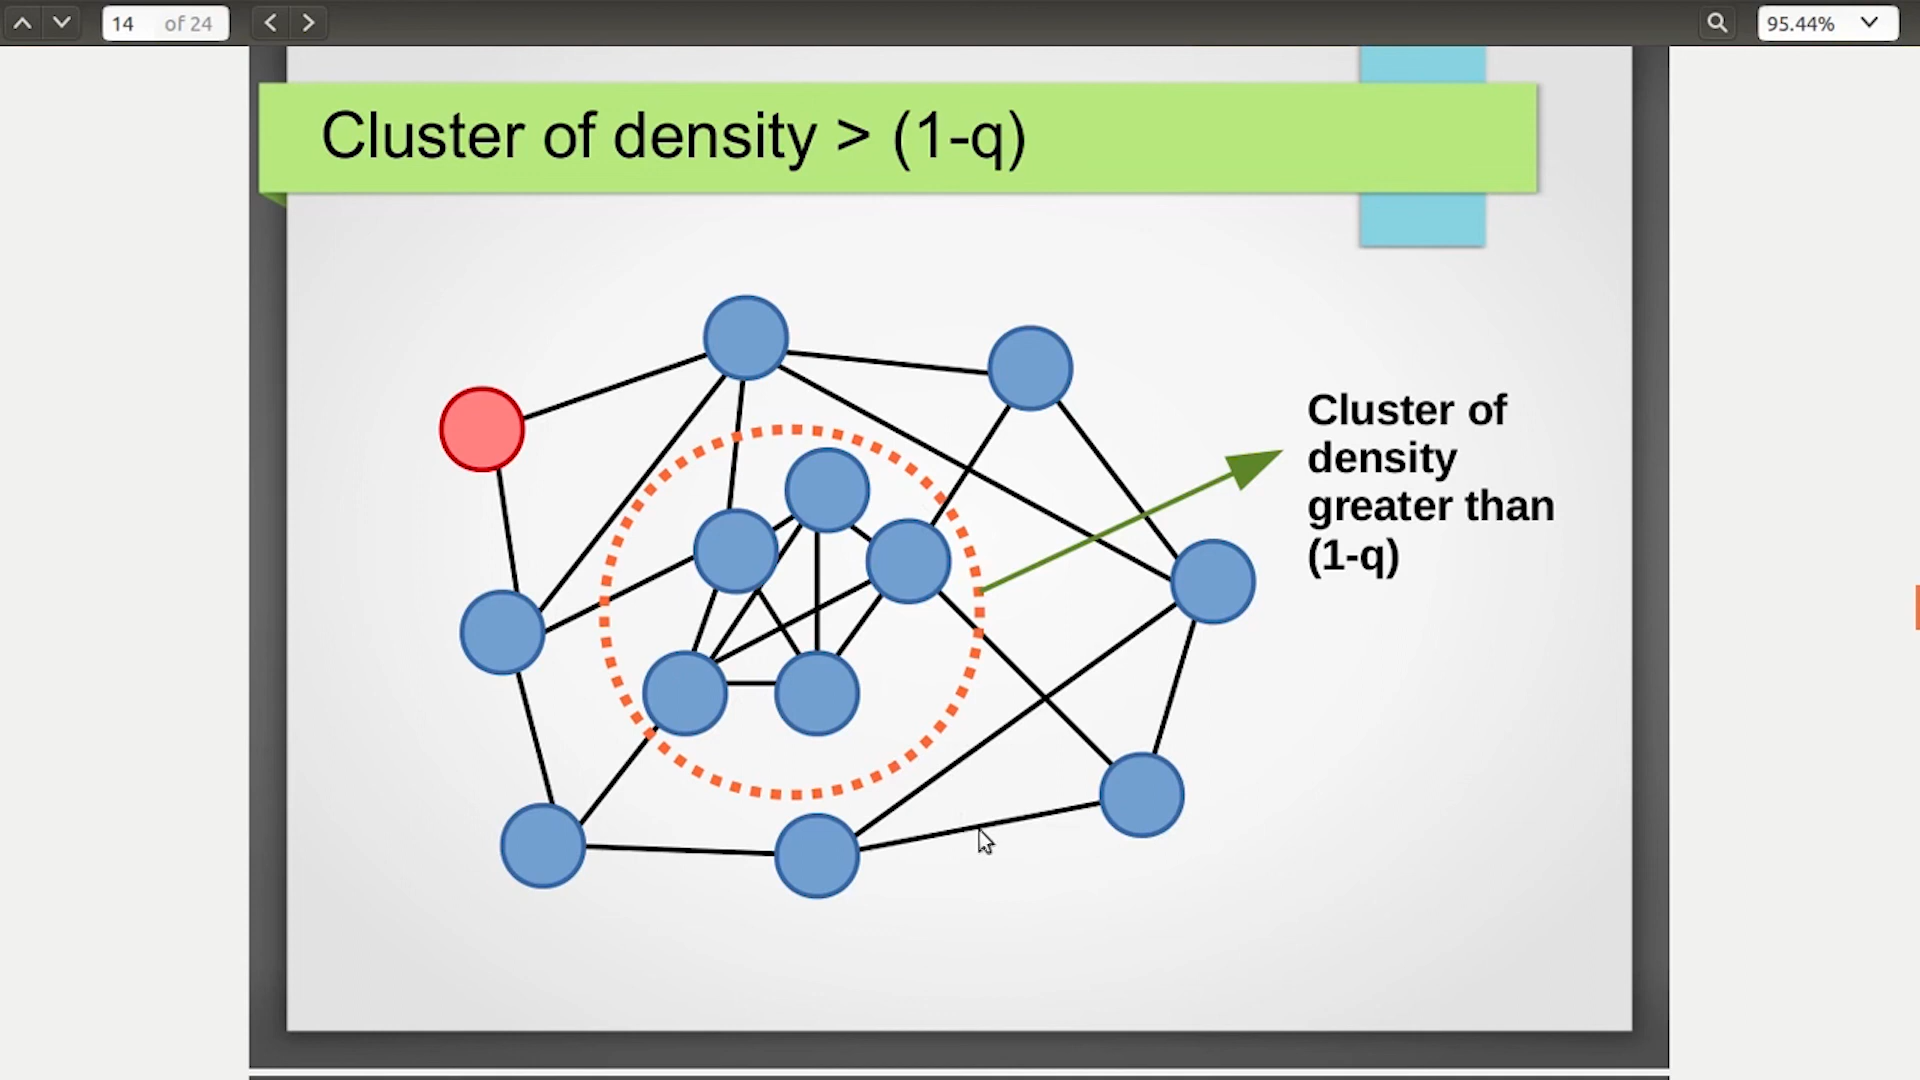 14 of 24
95.44%
Cluster of density > (1-q)
Cluster of
density
greater than
(1-q)